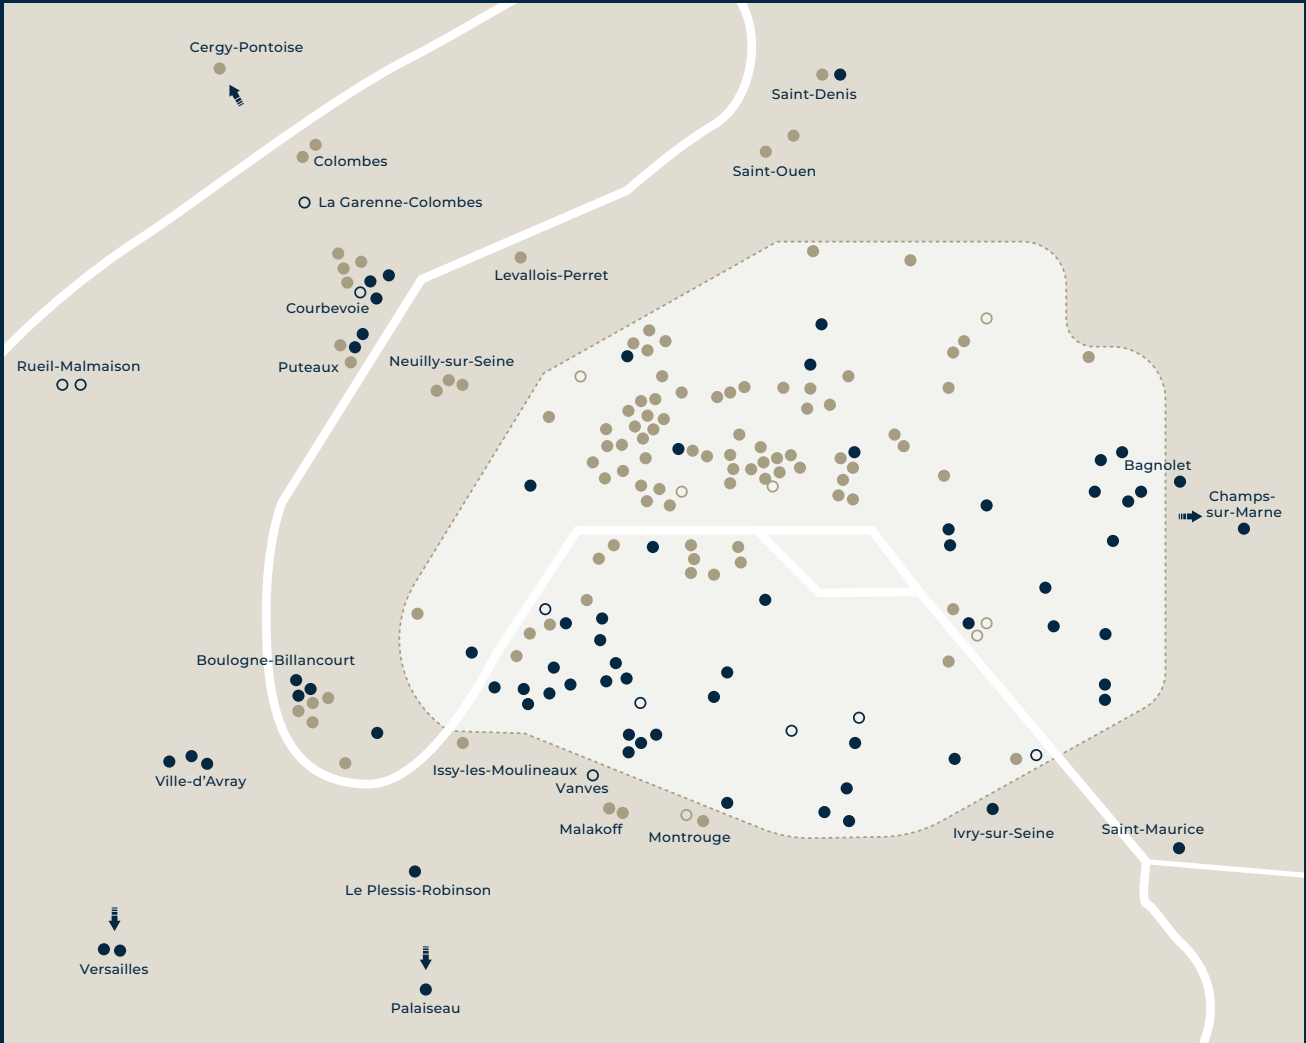 Cergy-Pontoise
Saint-Denis
Colombes
Saint-Ouen
La Garenne-Colombes
Levallois-Perret
Courbevoie
Rueil-Malmaison
Puteaux
Neuilly-sur-Seine
Bagnolet
Champs-
sur-Marne
Boulogne-Billancourt
Issy-les-Moulineaux
Ville-d’Avray
Vanves
Malakoff
Montrouge
Ivry-sur-Seine
Saint-Maurice
Le Plessis-Robinson
Versailles
Palaiseau